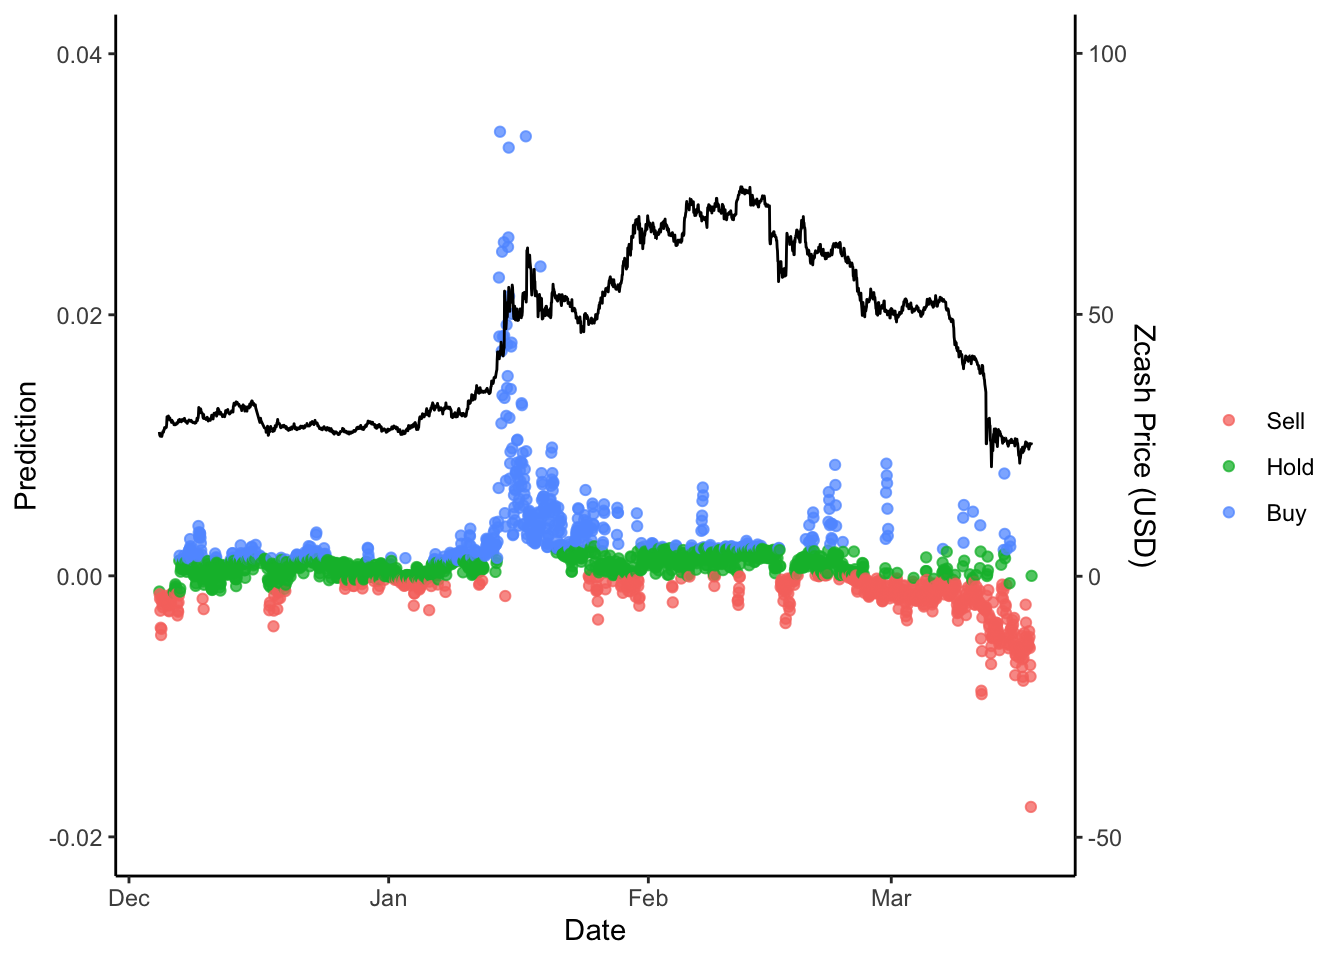 0.04
0.02
0.00
-0.02
Prediction
100
50
0
-50
Zcash Price (USD)
Dec
Jan
Feb
Mar
Date
Sell
Hold
Buy